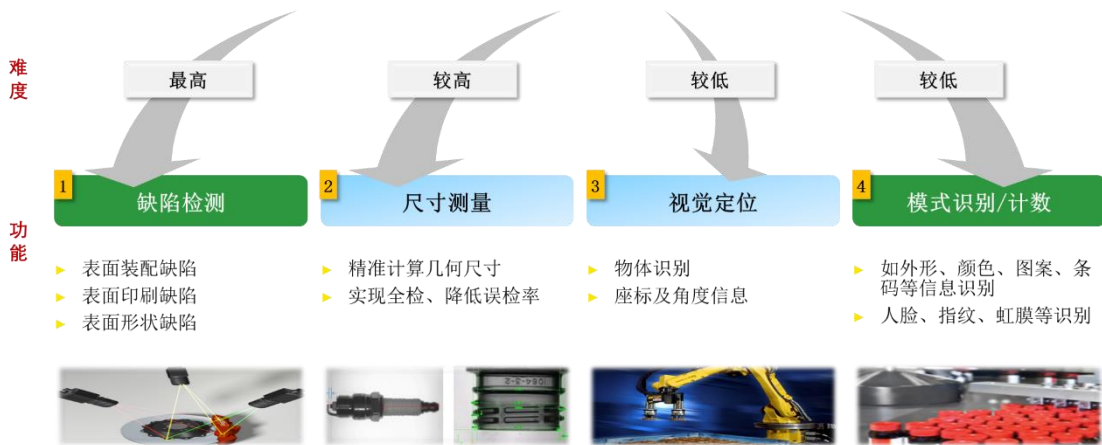 难度
最高
较高
较低
较低
1
缺陷检测
2
尺寸测量
3
视觉定位
4
模式识别/计数
功能
表面装配缺陷
表面印刷缺陷
表面形状缺陷
精准计算几何尺寸
实现全检、降低误检率
物体识别
座标及角度信息
如外形、颜色、图案、条
码等信息识别
人脸、指纹、虹膜等识别
1084-3-2